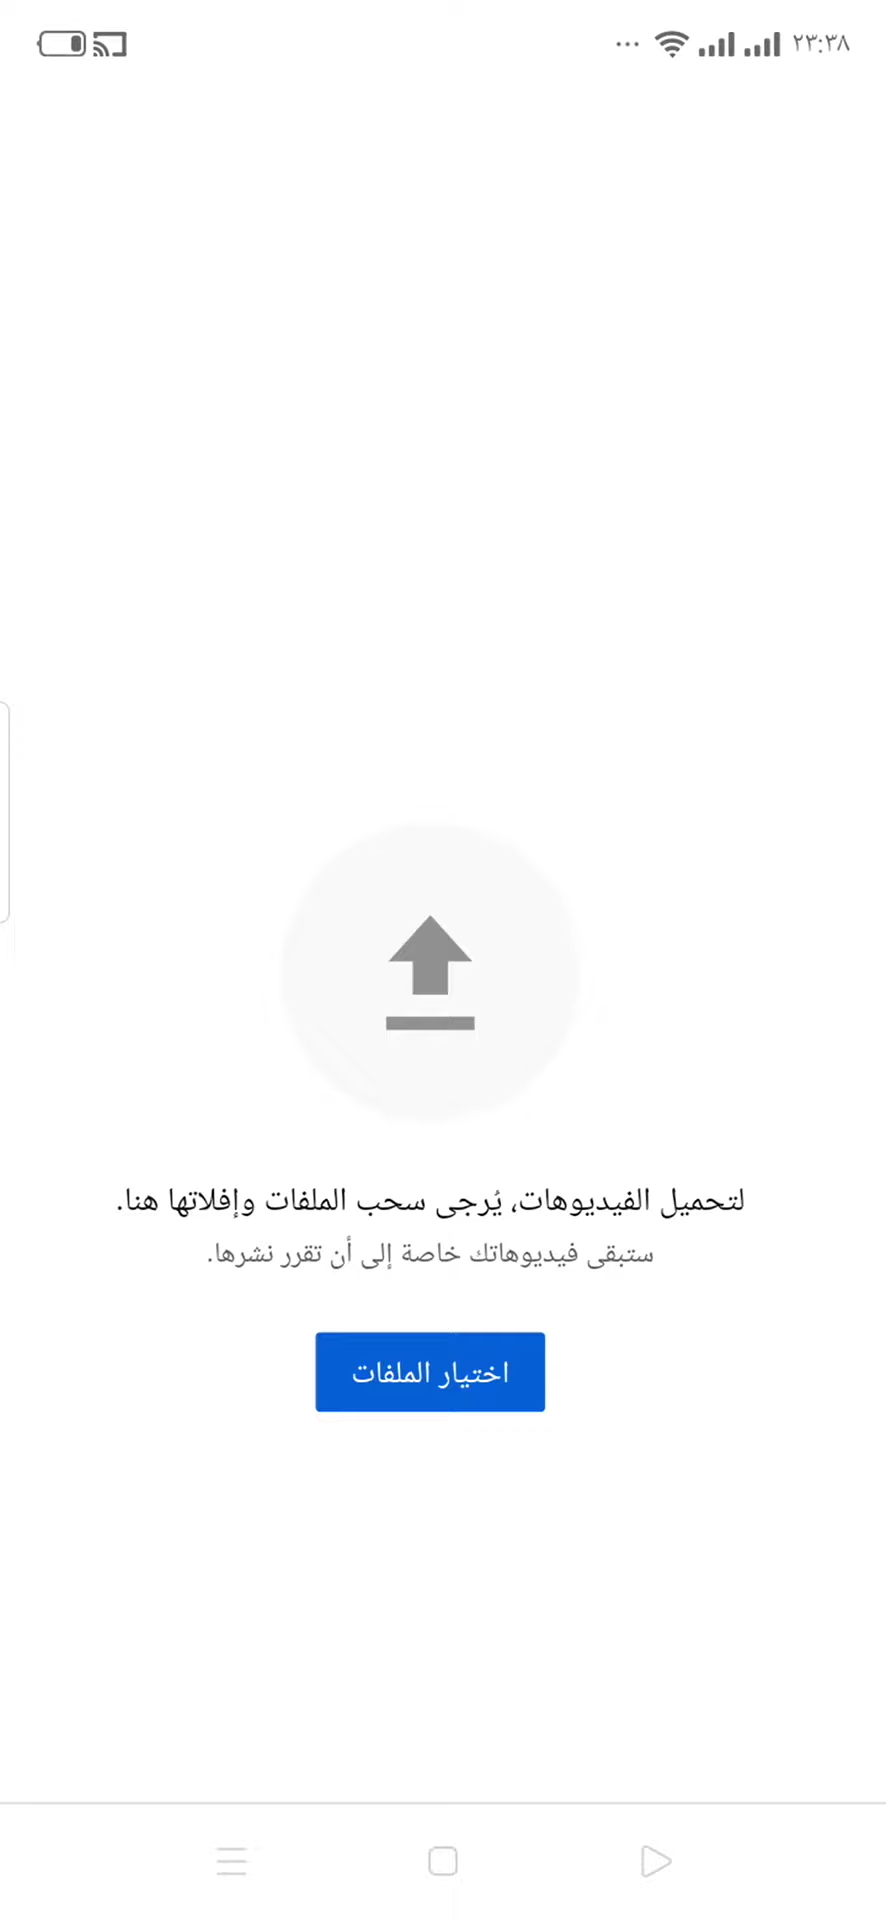 ٢٣:٣٨
لتحميل الفيديوهات، يُرجى سحب الملفات وإفلاتها هنا.
ستبقى فيديوهاتك خاصة إلى أن تقرر نشرها.
اختيار الملفات